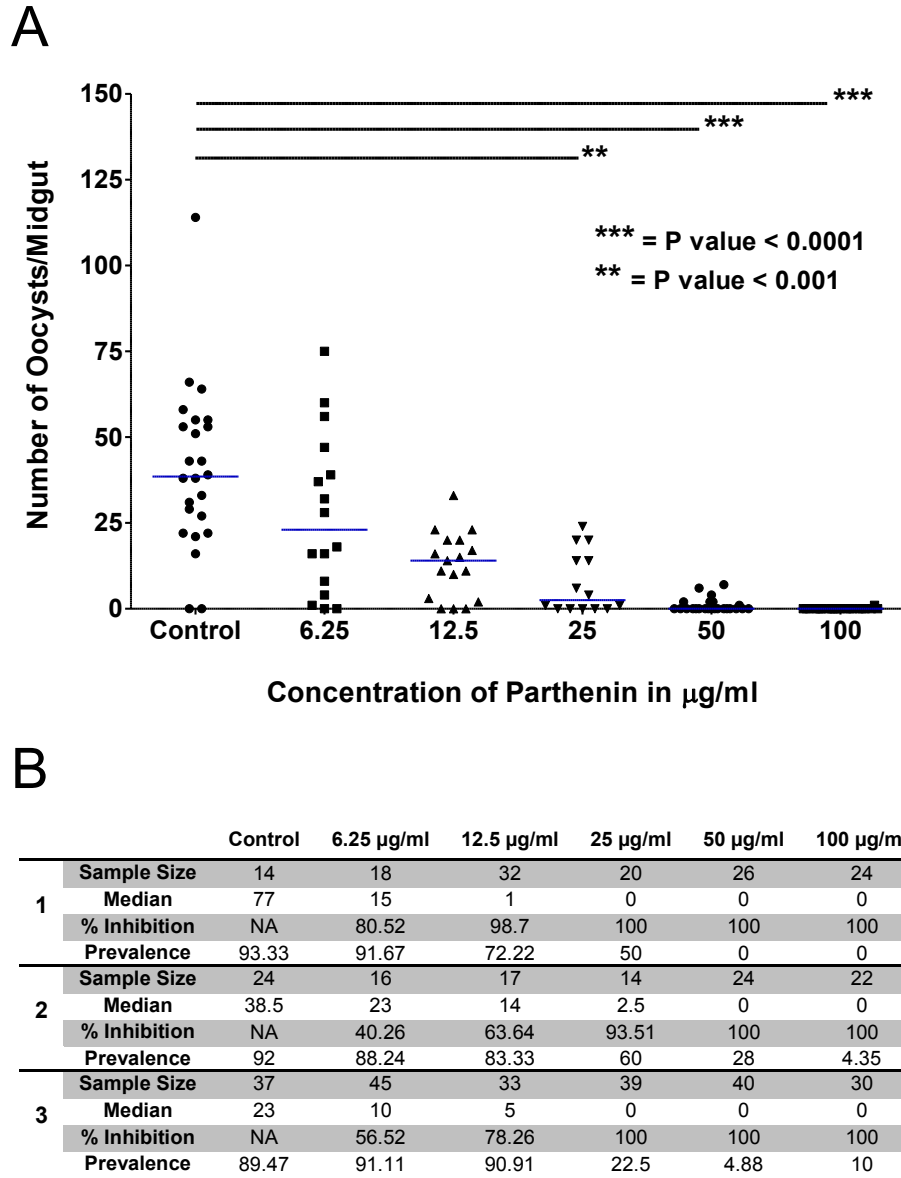 A
150
125
100
75
50
25
0
Number of Oocysts/Midgut
***
***
**
*** = P value < 0.0001
** = P value < 0.001
Control 6.25 12.5 25 50 100
Concentration of Parthenin in μg/ml
B
Control 6.25 µg/ml 12.5 µg/ml 25 µg/ml 50 µg/ml 100 µg/m
1
Sample Size 14 18 32 20 26 24
Median 77 15 1 0 0 0
% Inhibition NA 80.52 98.7 100 100 100
Prevalence 93.33 91.67 72.22 50 0 0
2
Sample Size 24 16 17 14 24 22
Median 38.5 23 14 2.5 0 0
% Inhibition NA 40.26 63.64 93.51 100 100
Prevalence 92 88.24 83.33 60 28 4.35
3
Sample Size 37 45 33 39 40 30
Median 23 10 5 0 0 0
% Inhibition NA 56.52 78.26 100 100 100
Prevalence 89.47 91.11 90.91 22.5 4.88 10